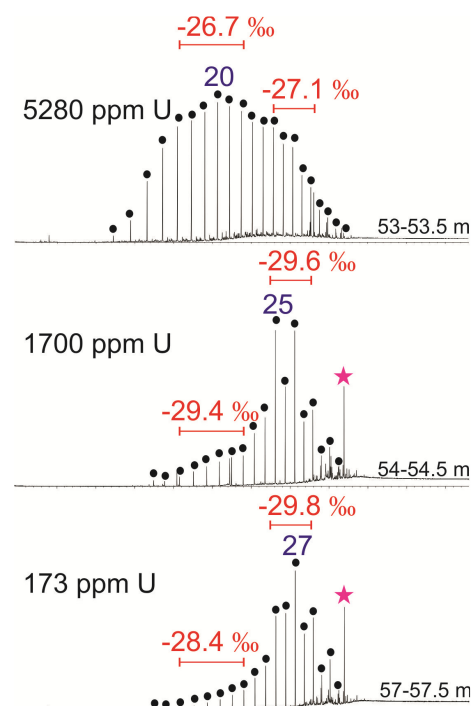 -26.7 ‰
20
-27.1 ‰
5280 ppm U
53-53.5 m
-29.6 ‰
25
1700 ppm U
-29.4 ‰
54-54.5 m
-29.8 ‰
27
173 ppm U
-28.4 ‰
57-57.5 m